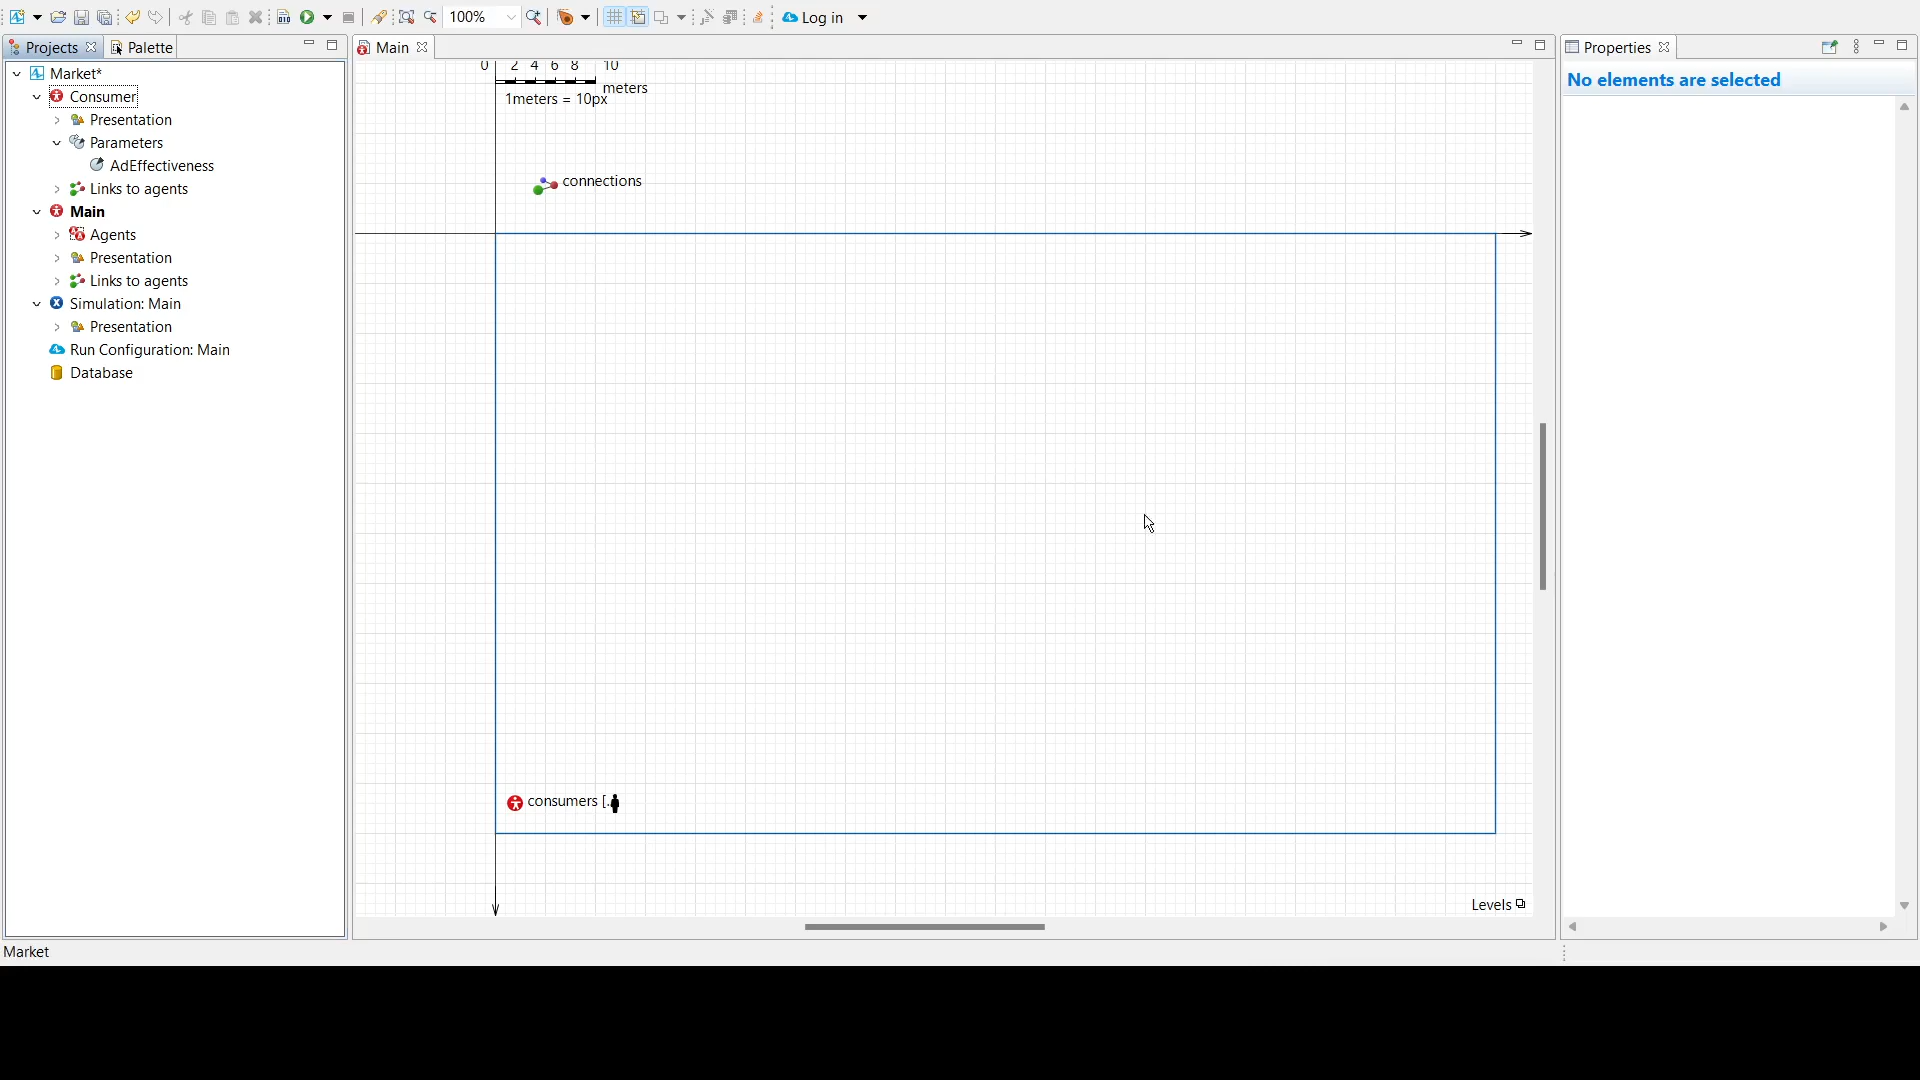 100%
Log in
Projects
Palette
Main
Properties
Market*
Consumer
Presentation
Parameters
AdEffectiveness
Links to agents
Main
Agents
Presentation
Links to agents
Simulation: Main
Presentation
Run Configuration: Main
Database
0 2 4 6 8 10
meters
1meters = 10px
connections
consumers [..
Levels
No elements are selected
Market